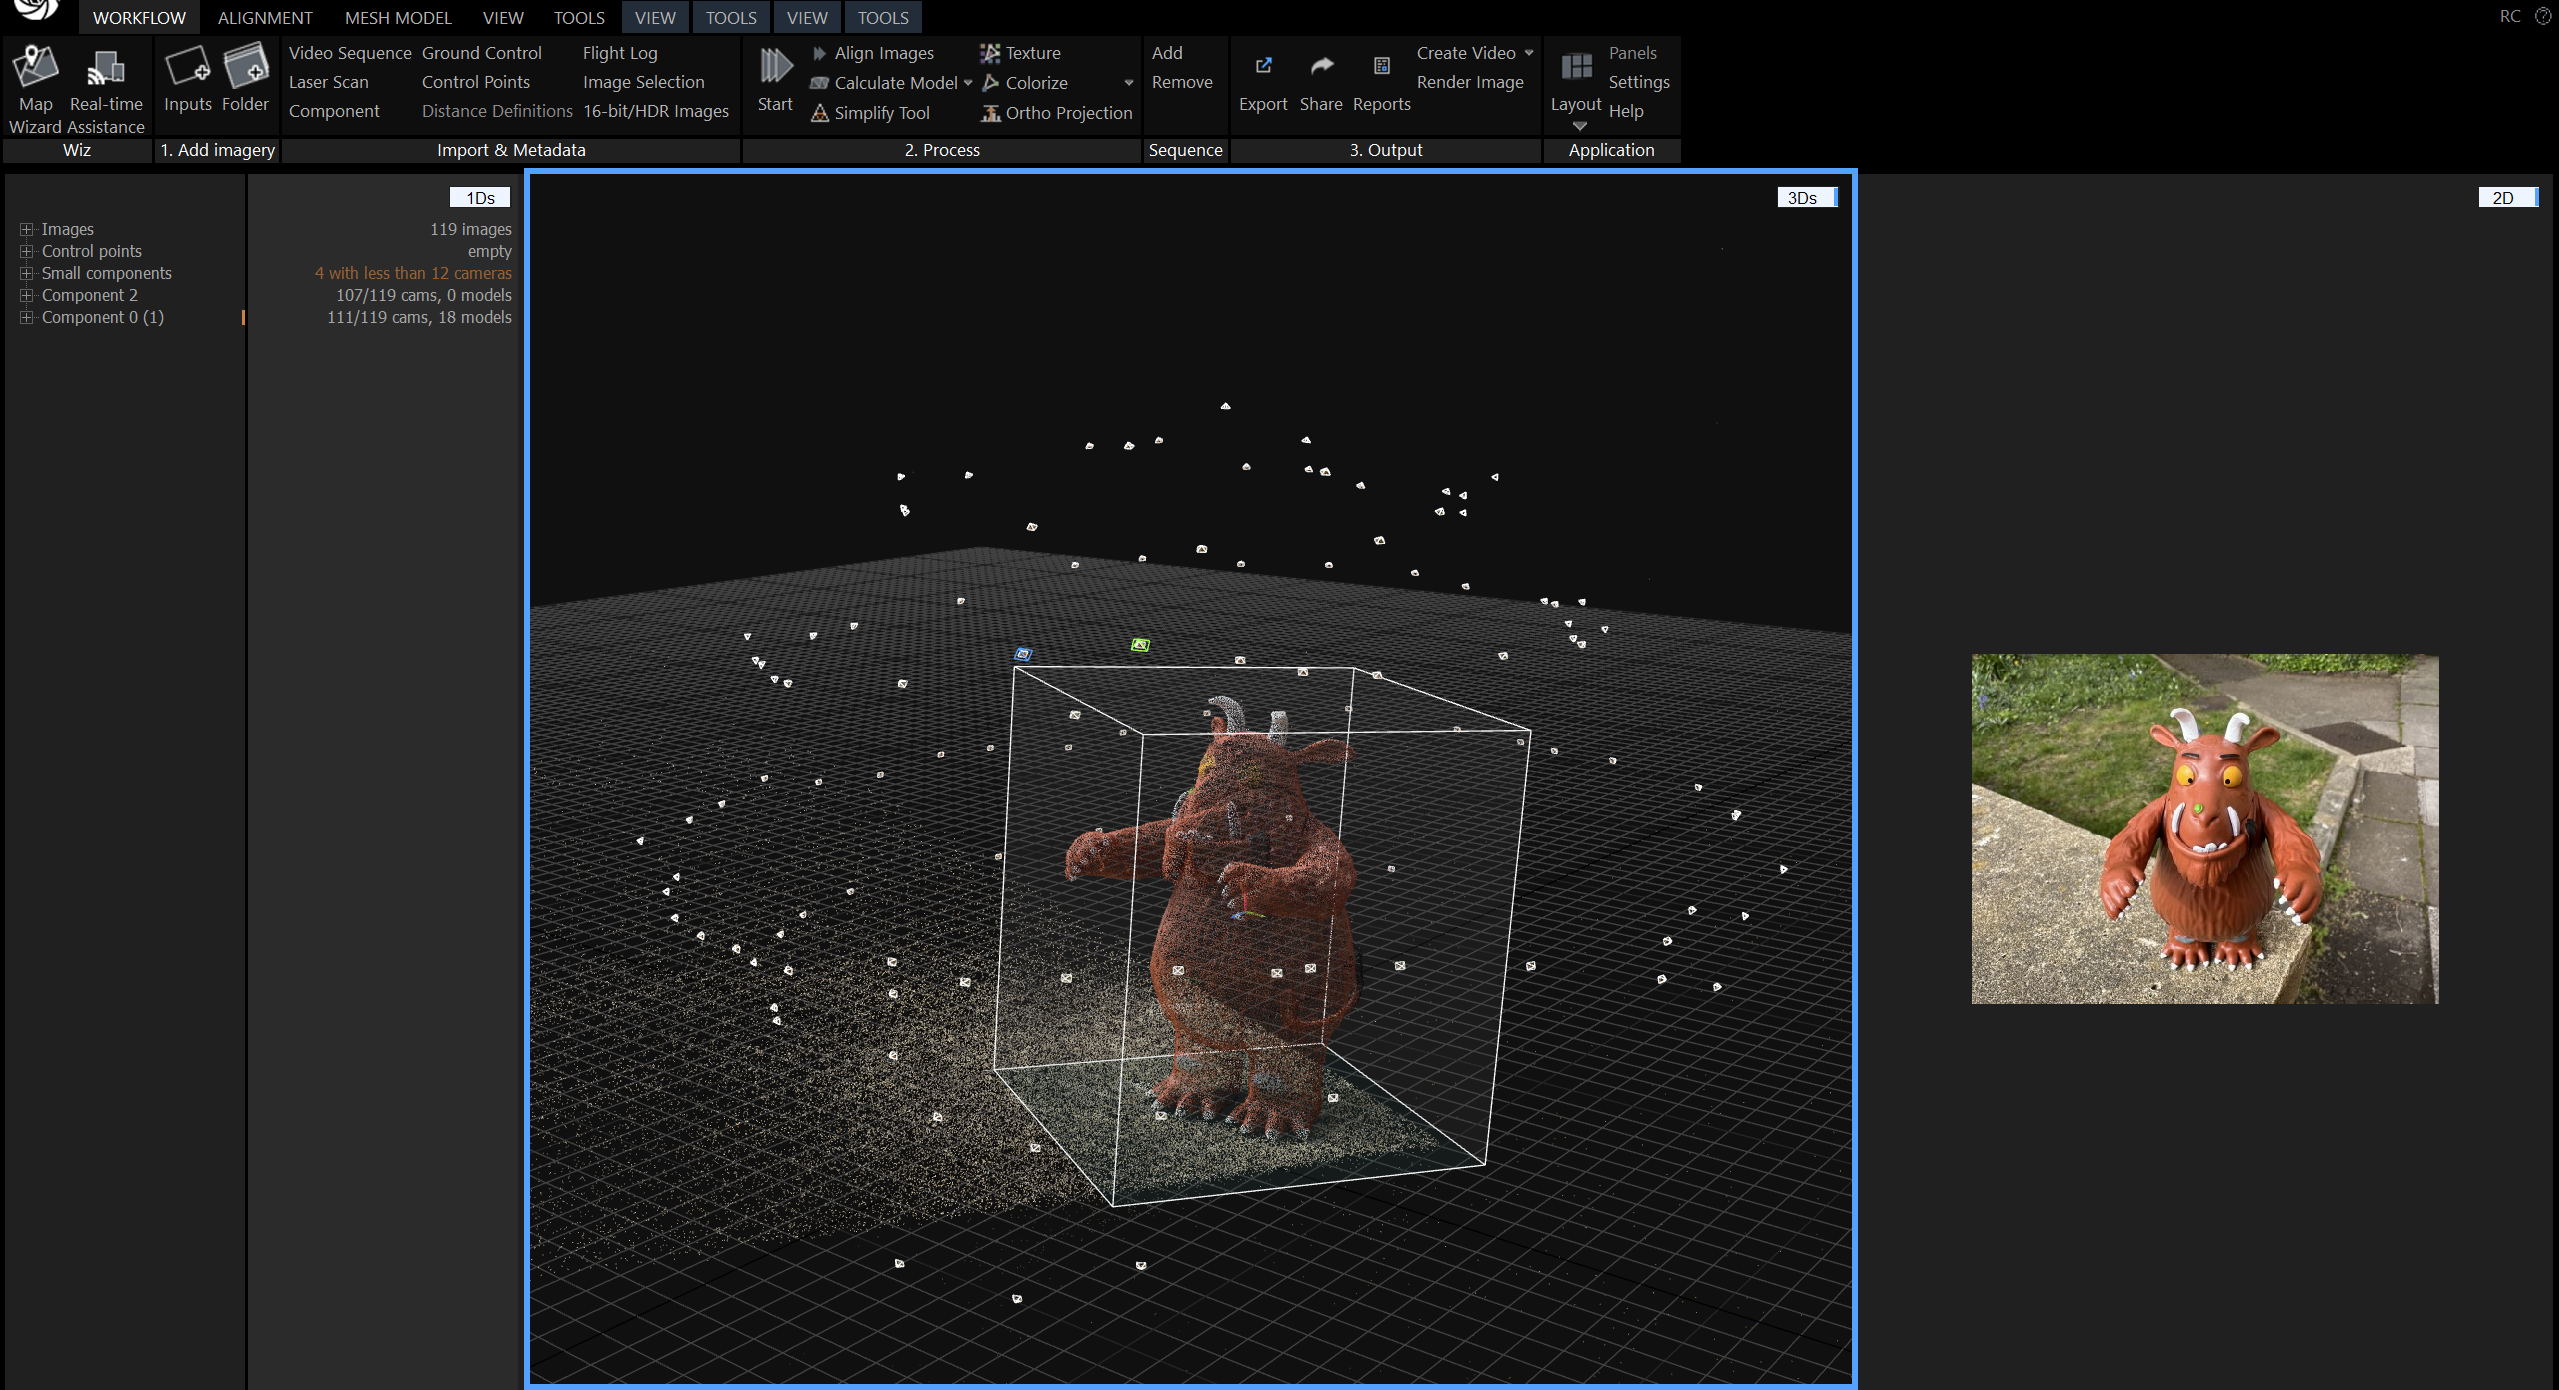 WORKFLOW ALIGNMENT MESH MODEL VIEW TOOLS VIEW TOOLS VIEW TOOLS RC
Map Wizard
Real-time Assistance
Wiz
Inputs
Folder
1. Add imagery
Video Sequence Ground Control Flight Log
Laser Scan Control Points Image Selection
Component Distance Definitions 16-bit/HDR Images
Import & Metadata
Start
Align Images Texture
Calculate Model Colorize
Simplify Tool Ortho Projection
2. Process
Add
Remove
Sequence
Export Share Reports
Create Video
Render Image
3. Output
Layout
Panels
Settings
Help
Application
1Ds
3Ds
2D
Images 119 images
Control points empty
Small components 4 with less than 12 cameras
Component 2 107/119 cams, 0 models
Component 0 (1) 111/119 cams, 18 models